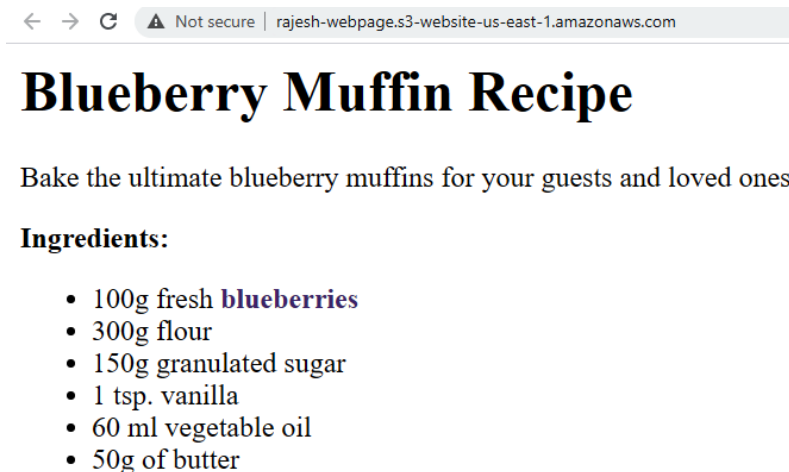 Not secure | rajesh-webpage.s3-website-us-east-1.amazonaws.com
Blueberry Muffin Recipe
Bake the ultimate blueberry muffins for your guests and loved ones
Ingredients:
• 100g fresh blueberries
• 300g flour
• 150g granulated sugar
• 1 tsp. vanilla
• 60 ml vegetable oil
• 50g of butter